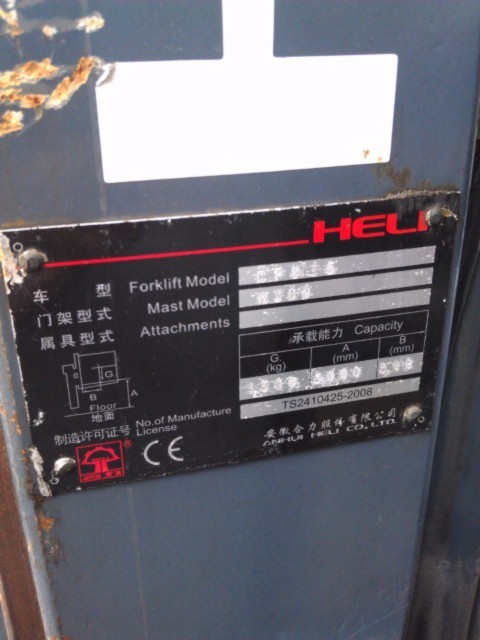 HELI
车 型 Forklift Model
门架型式 Mast Model
属具型式 Attachments
承载能力 Capacity
G (kg) A (mm) B (mm)
G
B A
Floor
地面
制造许可证号 No.of Manufacture License TS2410425-2008
CE
安徽合力股份有限公司
ANHUI HELI CO.,LTD.